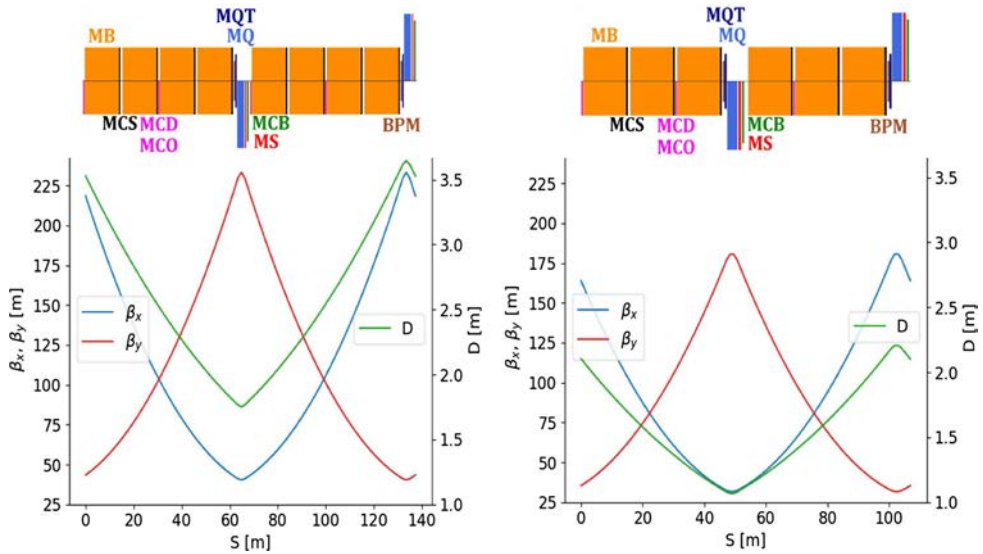 MQT
MB MQ
MCS MCD MCB BPM
MCO MS
225
200
175
150
125
100
75
50
25
βx, βy [m]
βx
βy
D
3.5
3.0
2.5
2.0
1.5
1.0
D [m]
0 20 40 60 80 100 120 140
S [m]
MQT
MB MQ
MCS MCD MCB BPM
MCO MS
225
200
175
150
125
100
75
50
25
βx, βy [m]
βx
βy
D
3.5
3.0
2.5
2.0
1.5
1.0
D [m]
0 20 40 60 80 100
S [m]